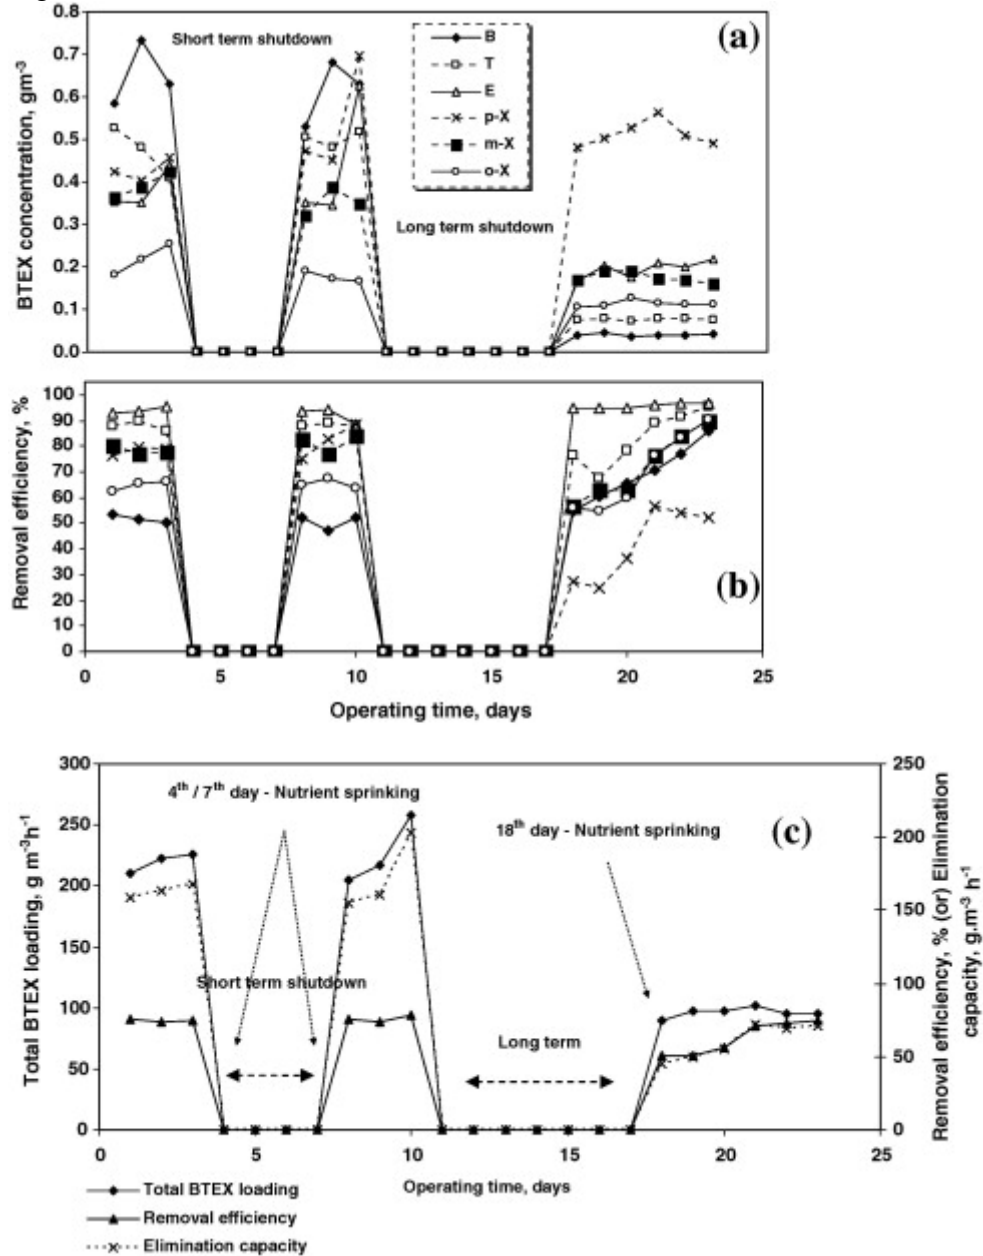 (a)
Short term shutdown
B
T
E
p-X
m-X
o-X
Long term shutdown
BTEX concentration, gm-3
0.8
0.7
0.6
0.5
0.4
0.3
0.2
0.1
0.0
(b)
Removal efficiency, %
100
90
80
70
60
50
40
30
20
10
0
0 5 10 15 20 25
Operating time, days
300
250
200
150
100
50
0
Total BTEX loading, g m-3h-1
4th / 7th day - Nutrient sprinking
18th day - Nutrient sprinking
(c)
Short term shutdown
Long term
250
200
150
100
50
0
Removal efficiency, % (or) Elimination
capacity, g.m-3 h-1
0 5 10 15 20 25
Operating time, days
Total BTEX loading
Removal efficiency
Elimination capacity